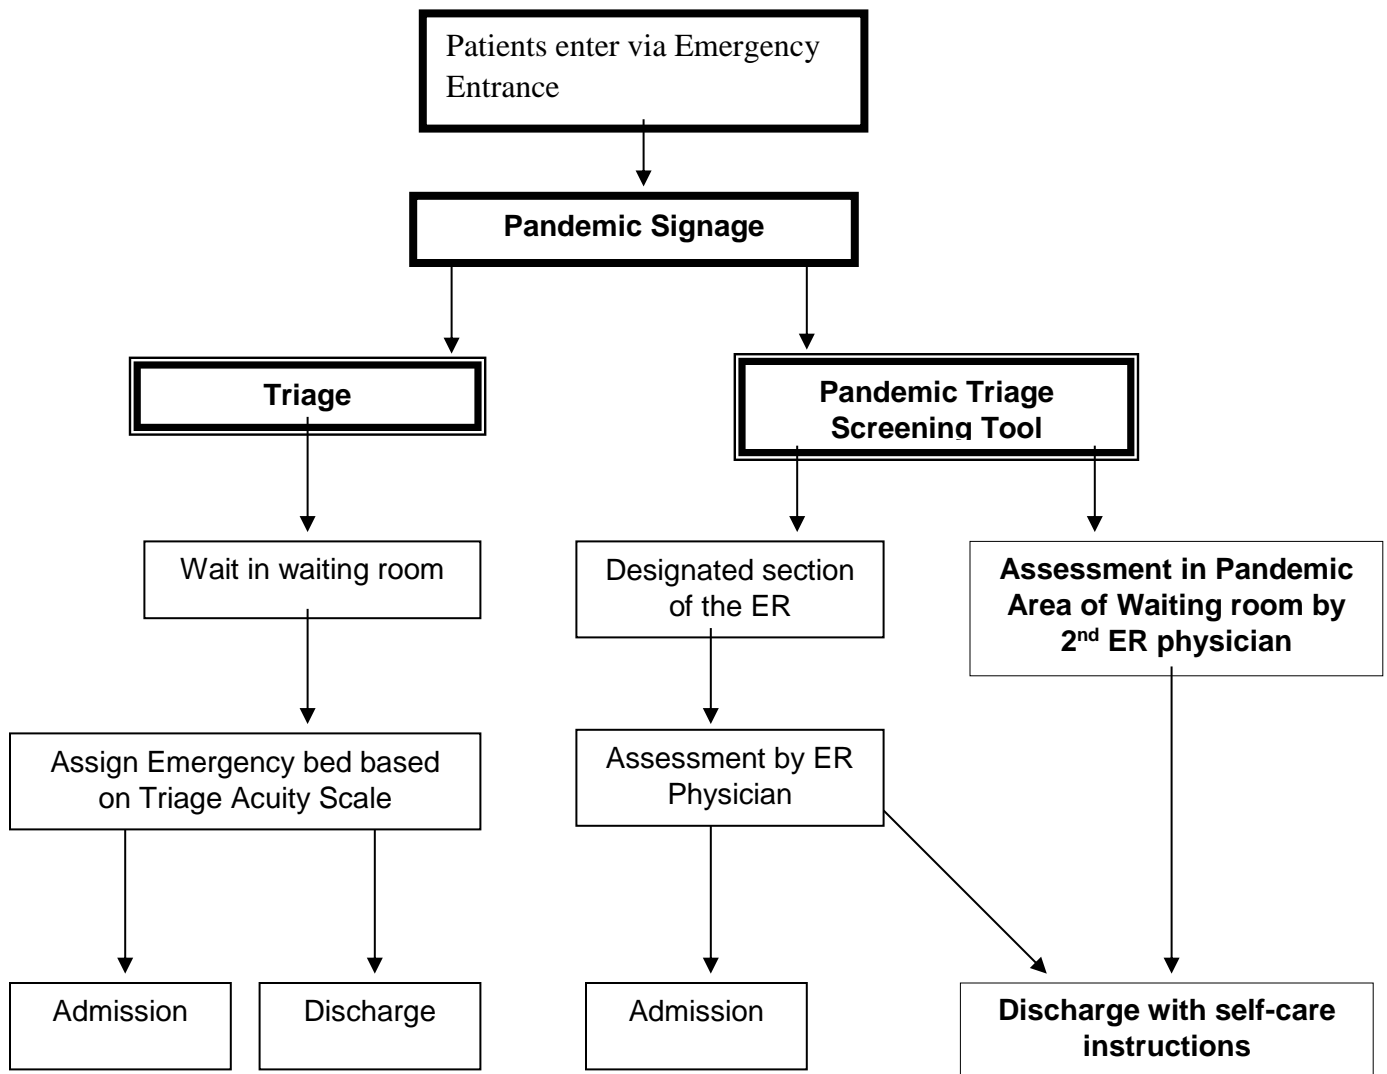 Patients enter via Emergency
Entrance
Pandemic Signage
Triage
Pandemic Triage
Screening Tool
Wait in waiting room
Designated section
of the ER
Assessment in Pandemic
Area of Waiting room by
2nd ER physician
Assign Emergency bed based
on Triage Acuity Scale
Assessment by ER
Physician
Admission
Discharge
Admission
Discharge with self-care
instructions